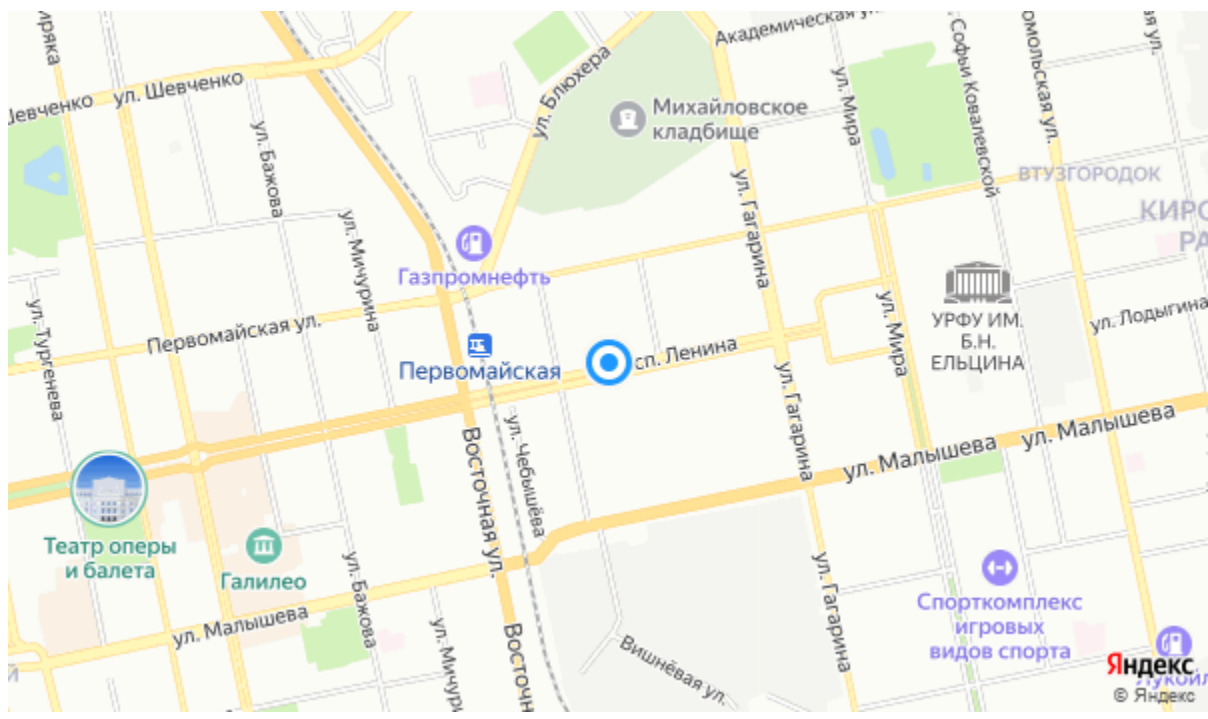 Академическая ул.
ул. Шевченко
ул. Блюхера
ул. Мира
Софьи Ковалевской
Михайловское
кладбище
ул. Бажова
ул. Гагарина
ВТУЗГОРОДОК
ул. Мичурина
Газпромнефть
Первомайская ул.
ул. Тургенева
УРФУ ИМ.
Б.Н.
ЕЛЬЦИНА
ул. Лодыгина
ул. Мира
Первомайская
Ленина
ул. Гагарина
ул. Малышева
ул. Малышева
Восточная ул.
ул. Чебышёва
Театр оперы
и балета
Галилео
ул. Бажова
ул. Гагарина
Спорткомплекс
игровых
видов спорта
ул. Малышева
Вишнёвая ул.
Яндекс
© Яндекс